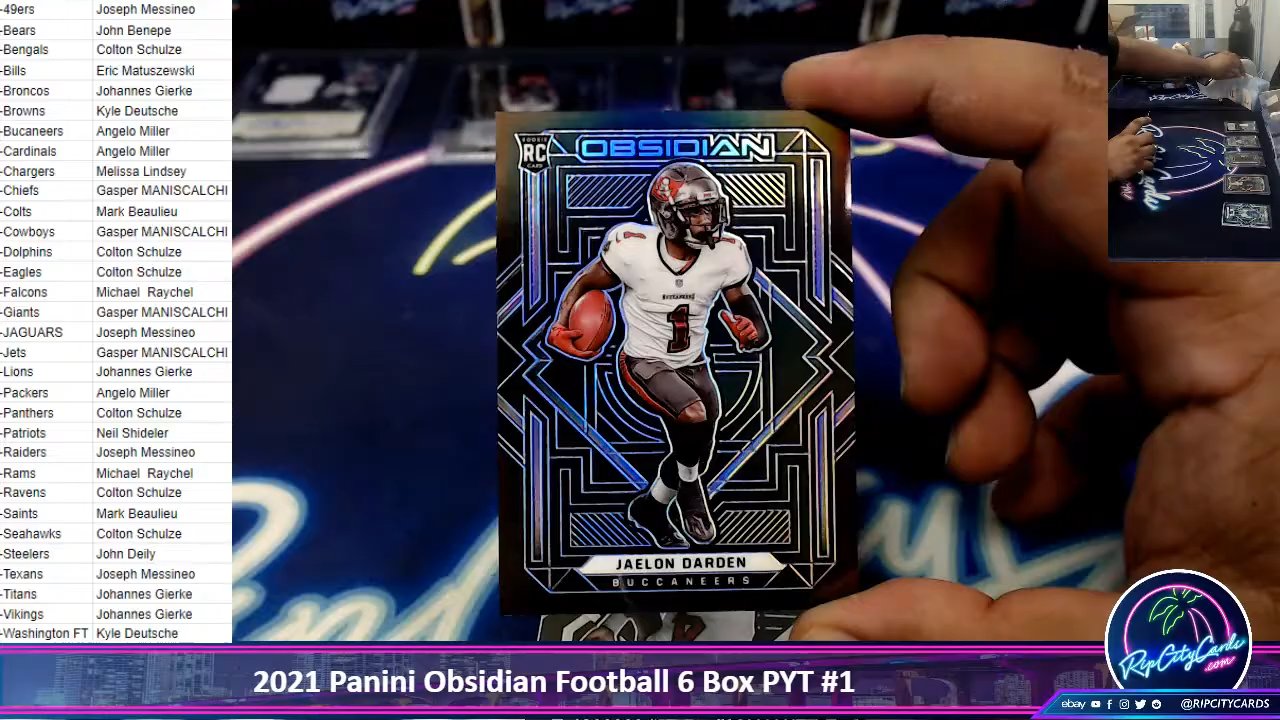 -49ers Joseph Messineo
-Bears John Benepe
-Bengals Colton Schulze
-Bills Eric Matuszewski
-Broncos Johannes Gierke
-Browns Kyle Deutsche
-Bucaneers Angelo Miller
-Cardinals Angelo Miller
-Chargers Melissa Lindsey
-Chiefs Gasper MANISCALCHI
-Colts Mark Beaulieu
-Cowboys Gasper MANISCALCHI
-Dolphins Colton Schulze
-Eagles Colton Schulze
-Falcons Michael Raychel
-Giants Gasper MANISCALCHI
-JAGUARS Joseph Messineo
-Jets Gasper MANISCALCHI
-Lions Johannes Gierke
-Packers Angelo Miller
-Panthers Colton Schulze
-Patriots Neil Shideler
-Raiders Joseph Messineo
-Rams Michael Raychel
-Ravens Colton Schulze
-Saints Mark Beaulieu
-Seahawks Colton Schulze
-Steelers John Deily
-Texans Joseph Messineo
-Titans Johannes Gierke
-Vikings Johannes Gierke
-Washington FT Kyle Deutsche
ROOKIE
RC
CARD
OBSIDIAN
BUCCANEERS
1
JAELON DARDEN
BUCCANEERS
2021 Panini Obsidian Football 6 Box PYT #1
RipCityCards
.com
ebay @RIPCITYCARDS